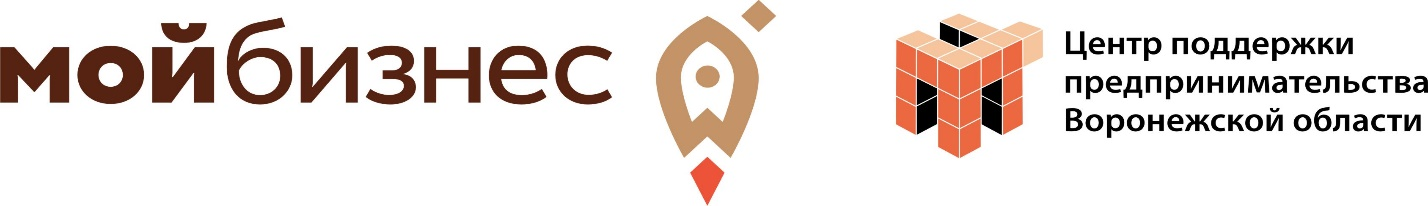 мойбизнес
Центр поддержки
предпринимательства
Воронежской области